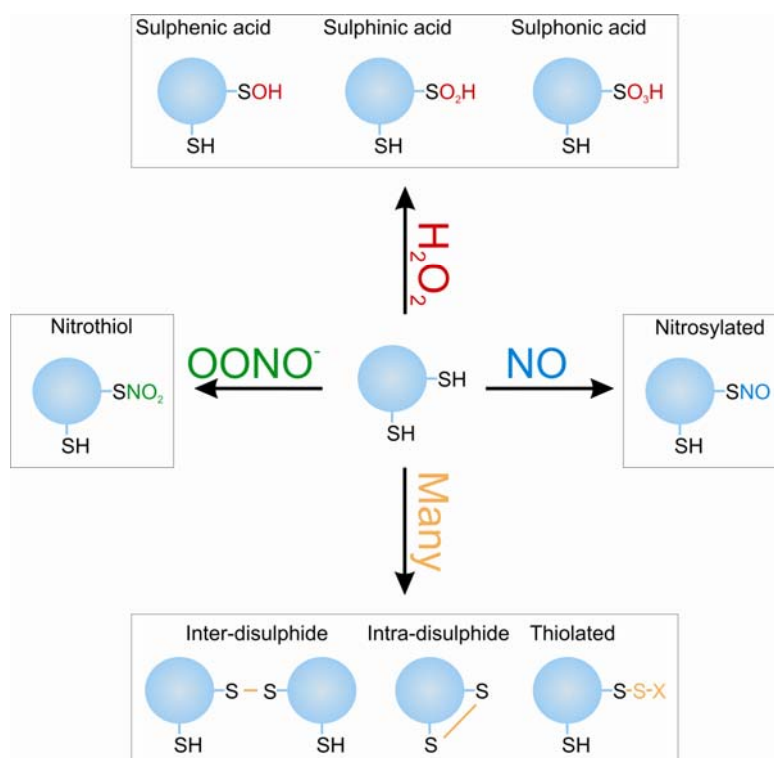 Sulphenic acid Sulphinic acid Sulphonic acid
SOH SO₂H SO₃H
SH SH SH
H₂O₂
Nitrothiol OONO⁻ NO Nitrosylated
SNO₂ SH SNO
SH SH SH
Many
Inter-disulphide Intra-disulphide Thiolated
S – S S S-S-X
SH SH S SH